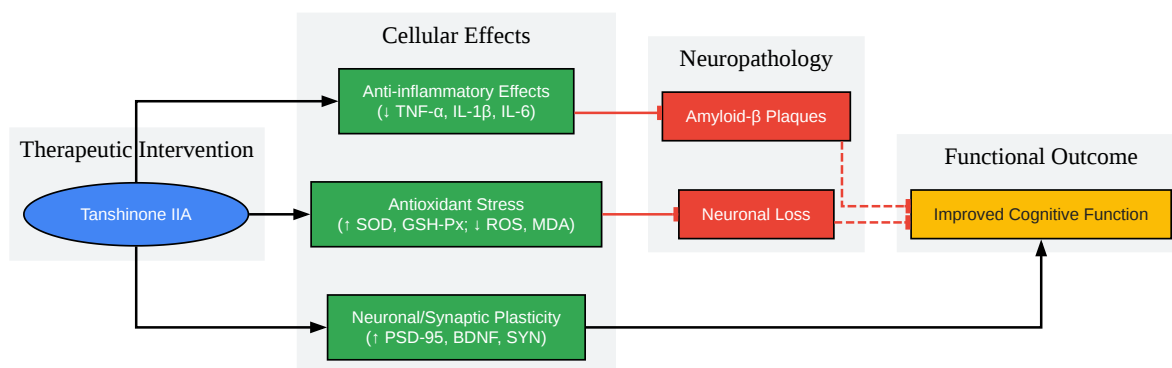 Therapeutic Intervention
Tanshinone IIA
Cellular Effects
Anti-inflammatory Effects
(↓ TNF-α, IL-1β, IL-6)
Antioxidant Stress
(↑ SOD, GSH-Px; ↓ ROS, MDA)
Neuronal/Synaptic Plasticity
(↑ PSD-95, BDNF, SYN)
Neuropathology
Amyloid-β Plaques
Neuronal Loss
Functional Outcome
Improved Cognitive Function